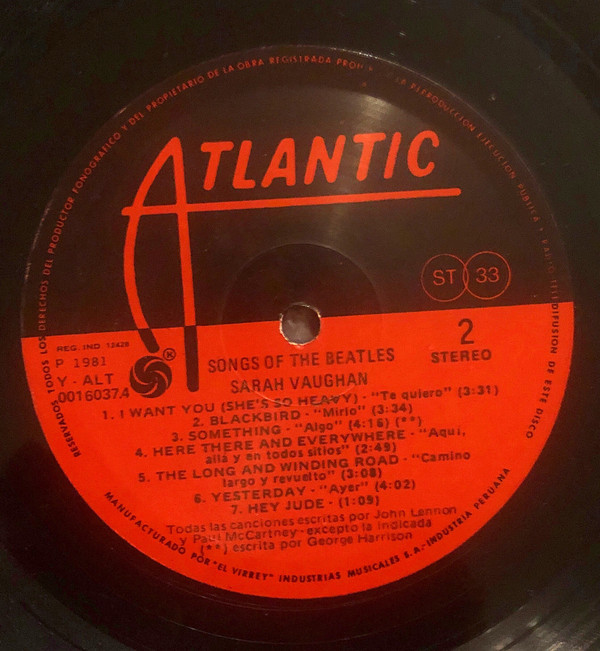 RESERVADOS TODOS LOS DERECHOS DEL PRODUCTOR FONOGRAFICO Y DEL PROPIETARIO DE LA OBRA REGISTRADA REPRODUCCION EJECUCION PUBLICA Y RADIO TELEDIFUSION DE ESTE DISCO
ATLANTIC
ST 33
REG. IND 12428
P 1981
Y - ALT
0016037.4
®
2
STEREO
SONGS OF THE BEATLES
SARAH VAUGHAN
1. I WANT YOU (SHE'S SO HEAVY) - "Te quiero" (3:31)
2. BLACKBIRD - "Mirlo" (3:34)
3. SOMETHING - "Algo" (4:16) (**)
4. HERE THERE AND EVERYWHERE - "Aqui,
alla y en todos sitios" (2:49)
5. THE LONG AND WINDING ROAD - "Camino
largo y revuelto" (3:08)
6. YESTERDAY - "Ayer" (4:02)
7. HEY JUDE - (1:09)
Todas las canciones escritas por John Lennon
y Paul McCartney-excepto la indicada
(**) escrita por George Harrison
MANUFACTURADO POR "EL VIRREY" INDUSTRIAS MUSICALES S.A.-INDUSTRIA PERUANA